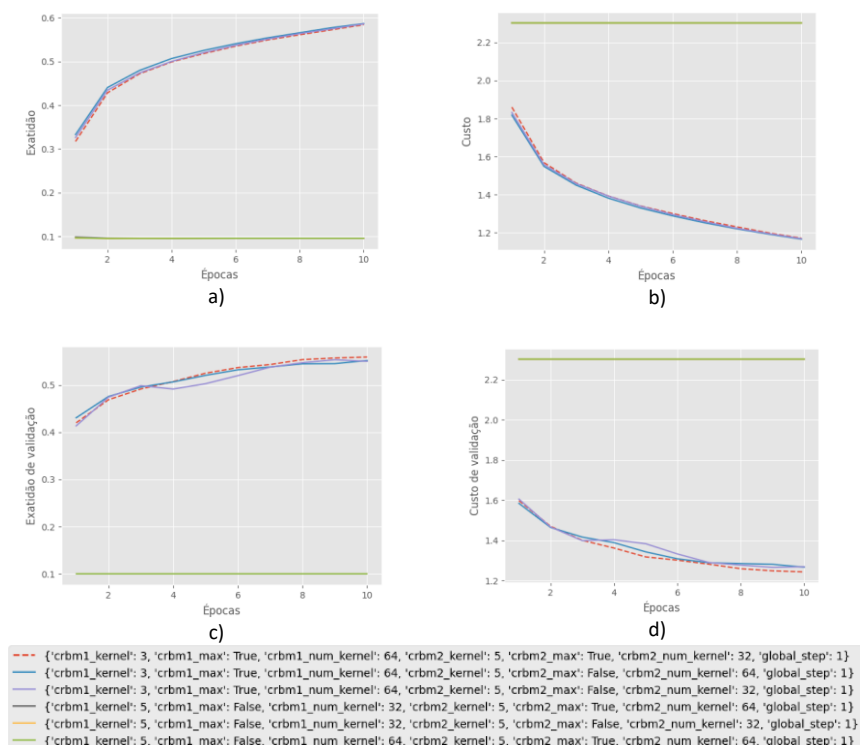 0.6
0.5
0.4
0.3
0.2
0.1
2
4
6
8
10
Exatidão
Épocas
a)
2.2
2.0
1.8
1.6
1.4
1.2
2
4
6
8
10
Custo
Épocas
b)
0.5
0.4
0.3
0.2
0.1
2
4
6
8
10
Exatidão de validação
Épocas
c)
2.2
2.0
1.8
1.6
1.4
1.2
2
4
6
8
10
Custo de validação
Épocas
d)
{'crbm1_kernel': 3, 'crbm1_max': True, 'crbm1_num_kernel': 64, 'crbm2_kernel': 5, 'crbm2_max': True, 'crbm2_num_kernel': 32, 'global_step': 1}
{'crbm1_kernel': 3, 'crbm1_max': True, 'crbm1_num_kernel': 64, 'crbm2_kernel': 5, 'crbm2_max': False, 'crbm2_num_kernel': 64, 'global_step': 1}
{'crbm1_kernel': 3, 'crbm1_max': True, 'crbm1_num_kernel': 64, 'crbm2_kernel': 5, 'crbm2_max': False, 'crbm2_num_kernel': 32, 'global_step': 1}
{'crbm1_kernel': 5, 'crbm1_max': False, 'crbm1_num_kernel': 32, 'crbm2_kernel': 5, 'crbm2_max': True, 'crbm2_num_kernel': 64, 'global_step': 1}
{'crbm1_kernel': 5, 'crbm1_max': False, 'crbm1_num_kernel': 32, 'crbm2_kernel': 5, 'crbm2_max': False, 'crbm2_num_kernel': 32, 'global_step': 1}
{'crbm1_kernel': 5, 'crbm1_max': False, 'crbm1_num_kernel': 64, 'crbm2_kernel': 5, 'crbm2_max': True, 'crbm2_num_kernel': 64, 'global_step': 1}